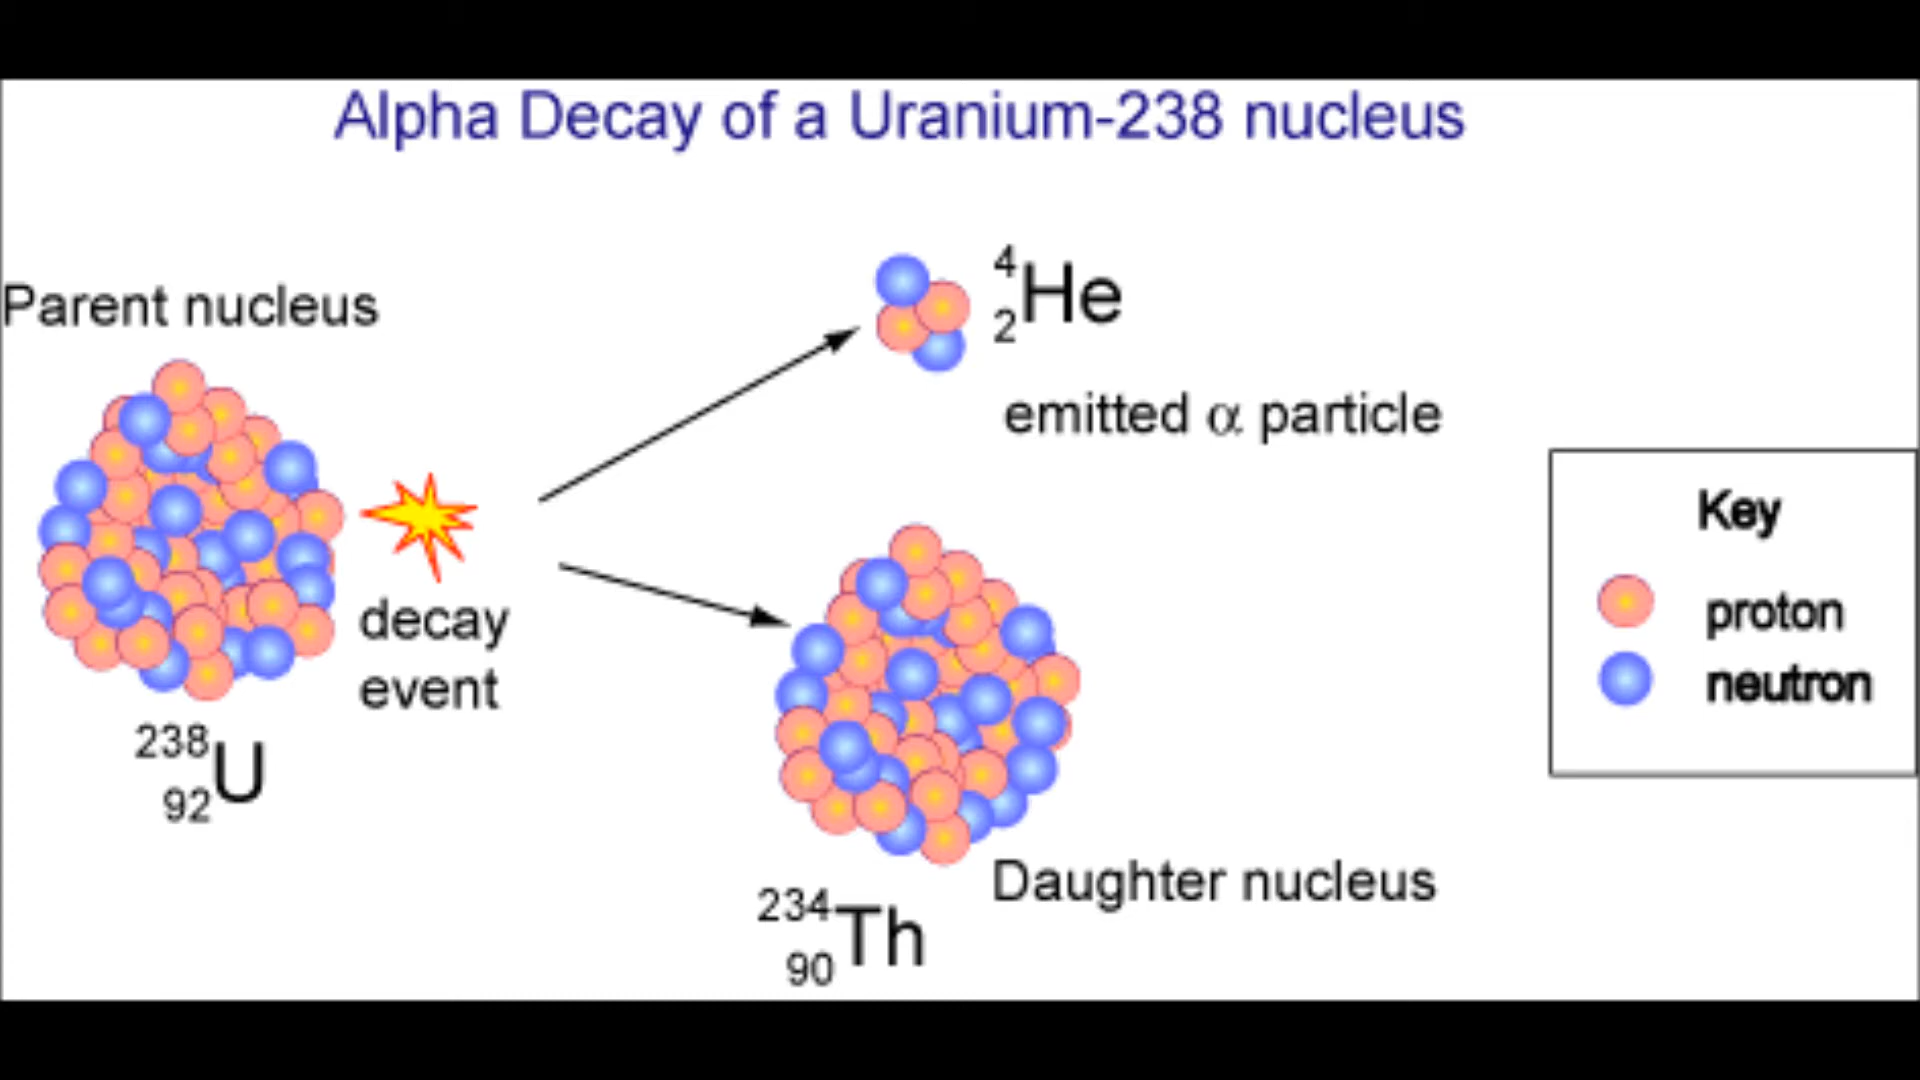 Alpha Decay of a Uranium-238 nucleus
Parent nucleus
4
2He
emitted α particle
Key
proton
neutron
decay
event
238
92U
Daughter nucleus
234
90Th